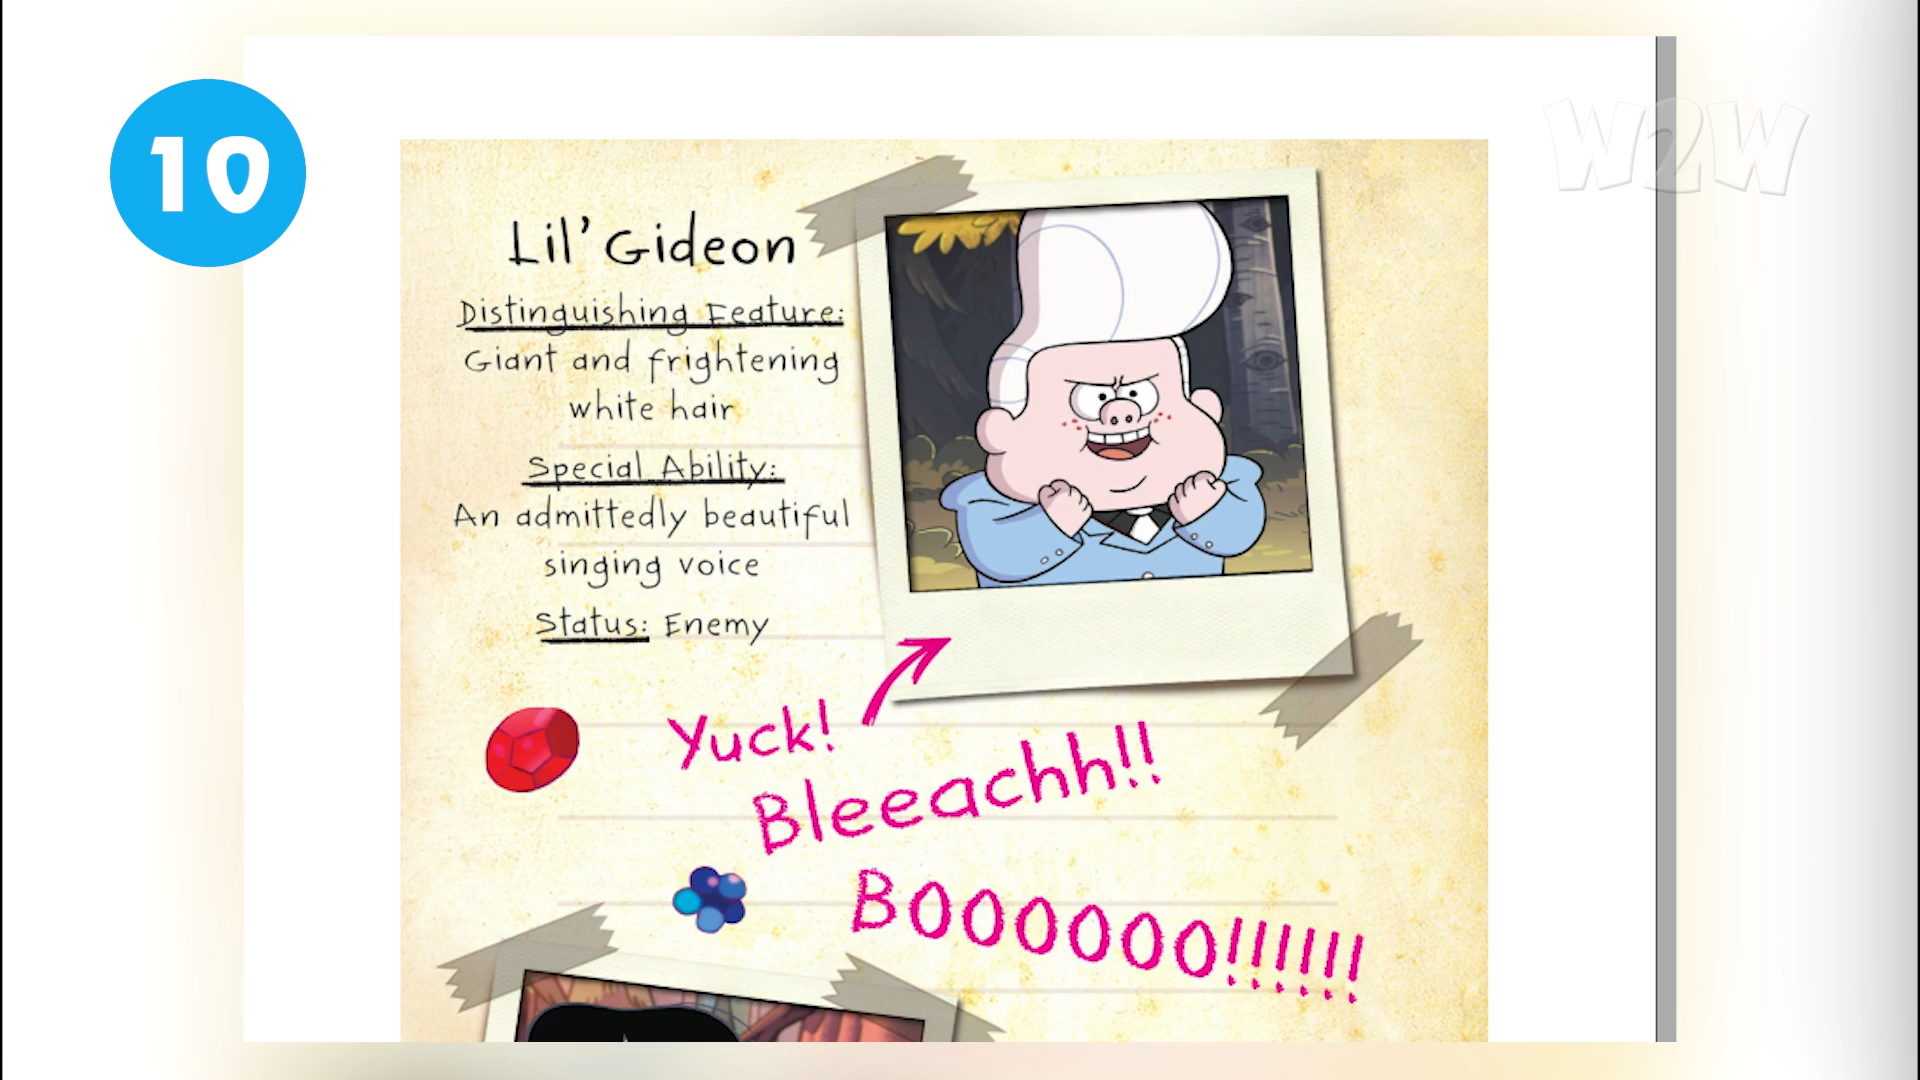 10
W2W
Lil' Gideon
Distinguishing Feature:
Giant and frightening
white hair
Special Ability:
An admittedly beautiful
singing voice
Status: Enemy
Yuck!
Bleeachh!!
BOOOOOOO!!!!!!